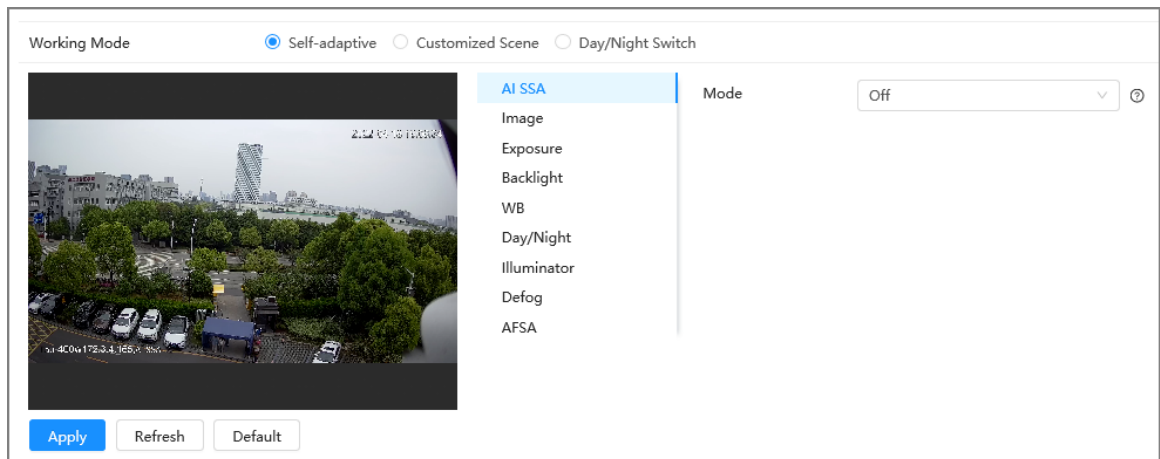 Working Mode Self-adaptive Customized Scene Day/Night Switch
AI SSA
Mode Off
Image
Exposure
Backlight
WB
Day/Night
Illuminator
Defog
AFSA
Apply Refresh Default